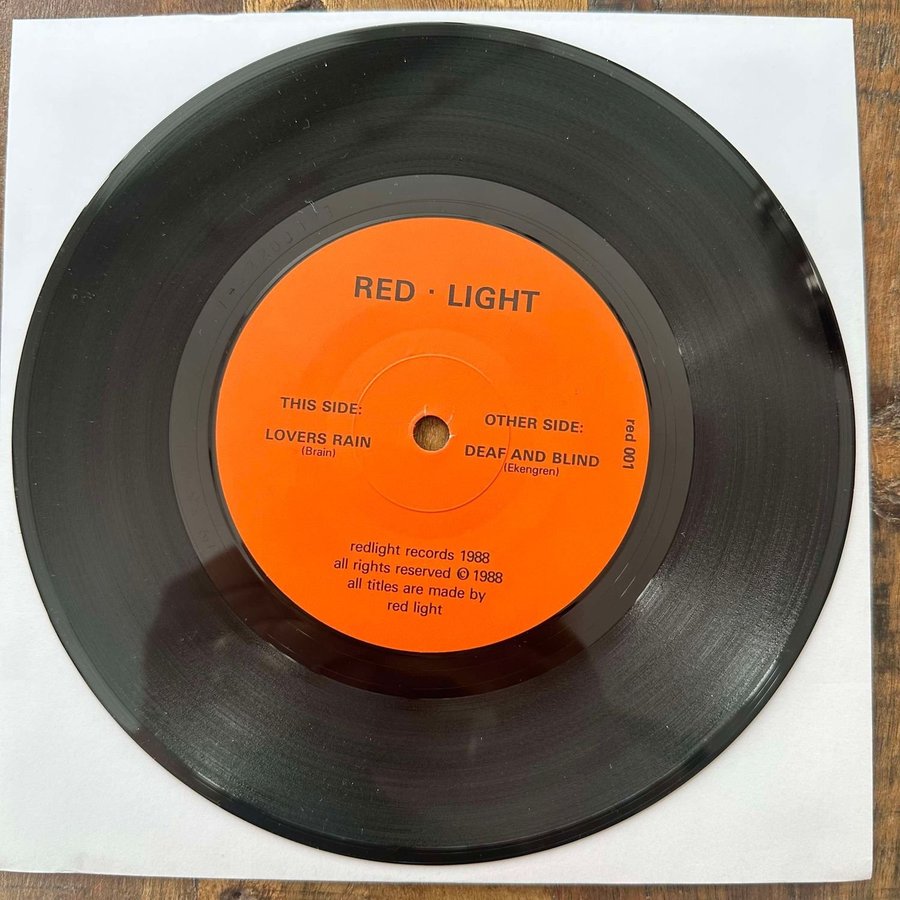 RED · LIGHT
THIS SIDE:
LOVERS RAIN
(Brain)
OTHER SIDE:
DEAF AND BLIND
(Ekengren)
red 001
redlight records 1988
all rights reserved © 1988
all titles are made by
red light